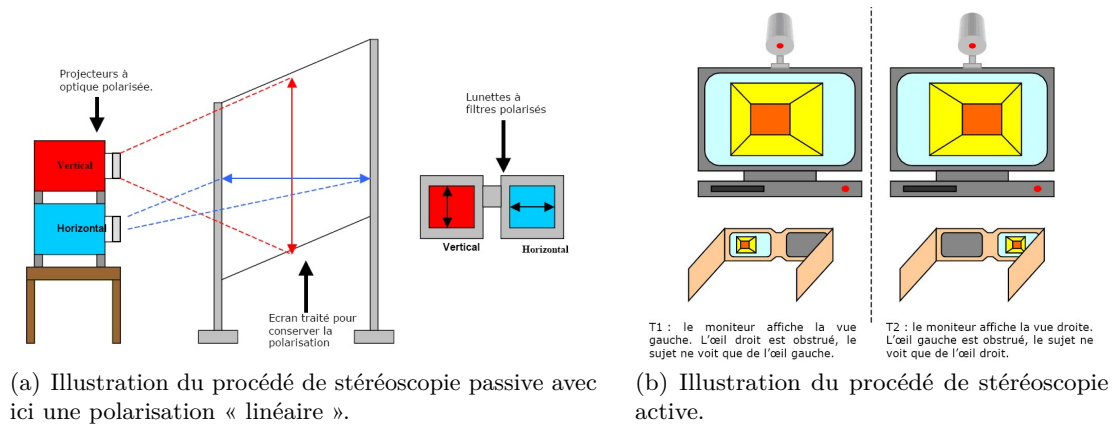 Projecteurs à
optique polarisée.
Vertical
Horizontal
Lunettes à
filtres polarisés
Vertical
Horizontal
Ecran traité pour
conserver la
polarisation
(a) Illustration du procédé de stéréoscopie passive avec
ici une polarisation « linéaire ».
T1 : le moniteur affiche la vue
gauche. L'œil droit est obstrué, le
sujet ne voit que de l'œil gauche.
T2 : le moniteur affiche la vue droite.
L'œil gauche est obstrué, le sujet ne
voit que de l'œil droit.
(b) Illustration du procédé de stéréoscopie
active.